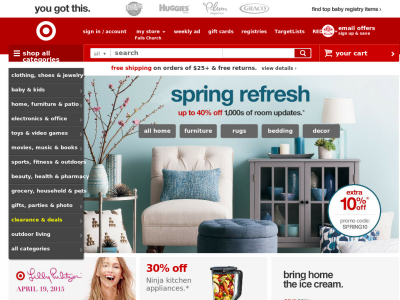 you got this.
HUGGIES
find top baby registry items ›
sign in / account
my store
Falls Church
weekly ad
gift cards
registries
TargetLists
RED
email offers
sign up & save
shop all
categories
all
search
your cart
free shipping on orders of $25+ & free returns. view details ›
clothing, shoes & jewelry
baby & kids
home, furniture & patio
electronics & office
toys & video games
movies, music & books
sports, fitness & outdoors
beauty, health & pharmacy
grocery, household & pets
gifts, parties & photo
clearance & deals
outdoor living
all categories
spring refresh
up to 40% off 1,000s of room updates.*
all home
furniture
rugs
bedding
decor
extra
10% off
promo code:
SPRING10
Lilly Pulitzer
APRIL 19, 2015
30% off
Ninja kitchen
appliances.*
bring home
the ice cream.